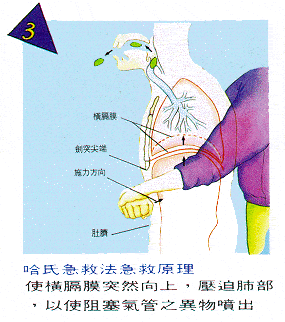 3
橫膈膜
劍突尖端
施力方向
肚臍
哈氏急救法急救原理
使橫膈膜突然向上，壓迫肺部
，以使阻塞氣管之異物噴出